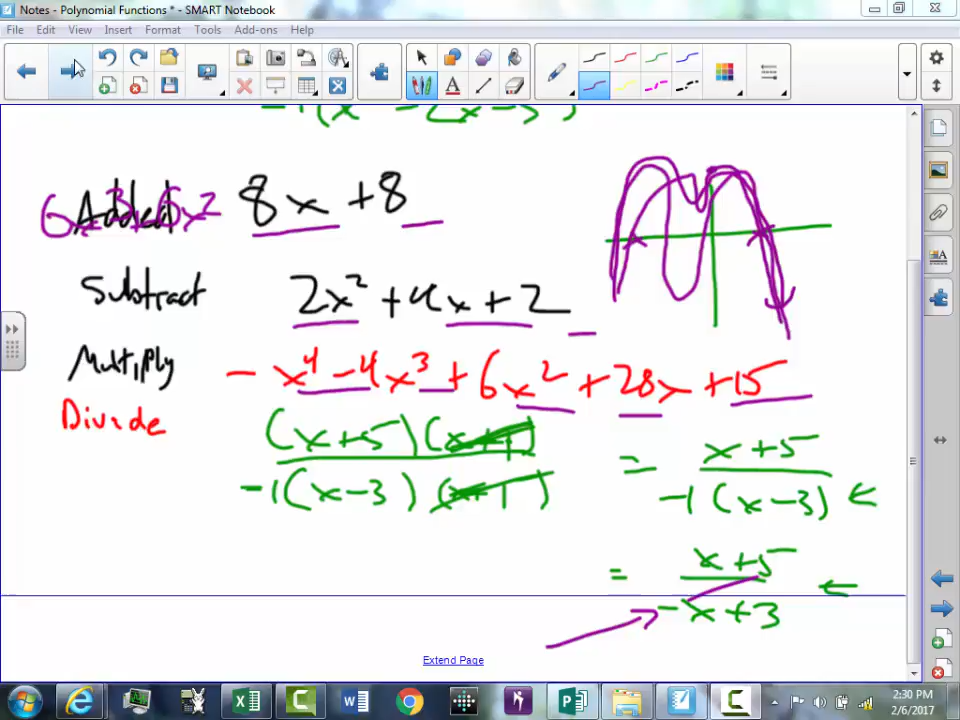 Notes - Polynomial Functions * - SMART Notebook
File Edit View Insert Format Tools Add-ons Help
Added 8x + 8
Subtract 2x² + 4x + 2
Multiply - x⁴ - 4x³ + 6x² + 28x + 15
Divide (x+5)(x+1)
-1(x-3)(x+1)
= x+5
-1(x-3) ←
= x+5 ←
-x+3
Extend Page
2:30 PM
2/6/2017